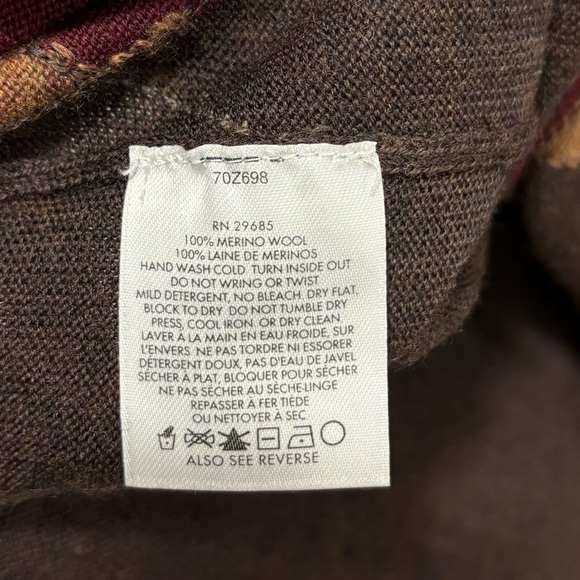 70Z698
RN 29685
100% MERINO WOOL
100% LAINE DE MERINOS
HAND WASH COLD. TURN INSIDE OUT
DO NOT WRING OR TWIST
MILD DETERGENT, NO BLEACH. DRY FLAT,
BLOCK TO DRY. DO NOT TUMBLE DRY
PRESS, COOL IRON. OR DRY CLEAN
LAVER À LA MAIN EN EAU FROIDE, SUR
L'ENVERS. NE PAS TORDRE NI ESSORER
DÉTERGENT DOUX, PAS D'EAU DE JAVEL
SÉCHER À PLAT, BLOQUER POUR SÉCHER
NE PAS SÉCHER AU SÈCHE-LINGE
REPASSER À FER TIÈDE
OU NETTOYER À SEC
ALSO SEE REVERSE